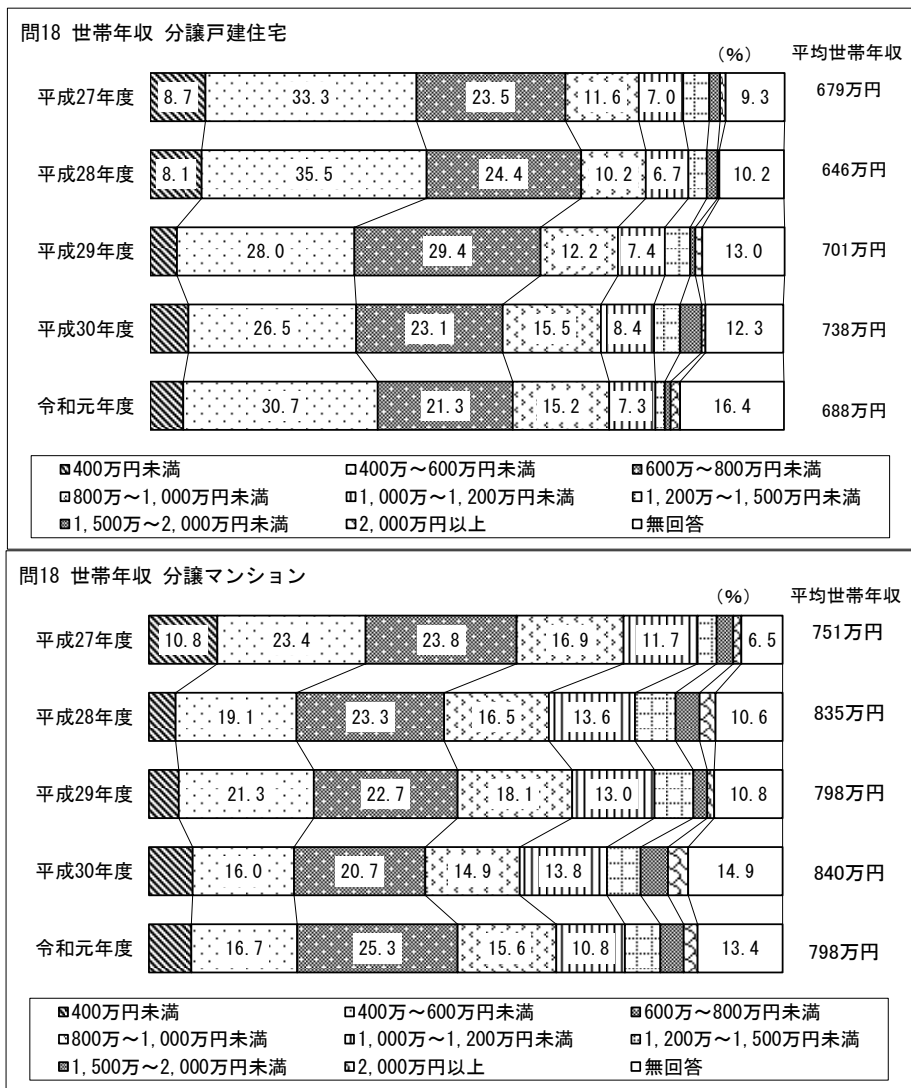 問18 世帯年収 分譲戸建住宅
(%) 平均世帯年収
平成27年度 8.7 33.3 23.5 11.6 7.0 9.3 679万円
平成28年度 8.1 35.5 24.4 10.2 6.7 10.2 646万円
平成29年度 28.0 29.4 12.2 7.4 13.0 701万円
平成30年度 26.5 23.1 15.5 8.4 12.3 738万円
令和元年度 30.7 21.3 15.2 7.3 16.4 688万円
400万円未満 400万~600万円未満 600万~800万円未満
800万~1,000万円未満 1,000万~1,200万円未満 1,200万~1,500万円未満
1,500万~2,000万円未満 2,000万円以上 無回答
問18 世帯年収 分譲マンション
(%) 平均世帯年収
平成27年度 10.8 23.4 23.8 16.9 11.7 6.5 751万円
平成28年度 19.1 23.3 16.5 13.6 10.6 835万円
平成29年度 21.3 22.7 18.1 13.0 10.8 798万円
平成30年度 16.0 20.7 14.9 13.8 14.9 840万円
令和元年度 16.7 25.3 15.6 10.8 13.4 798万円
400万円未満 400万~600万円未満 600万~800万円未満
800万~1,000万円未満 1,000万~1,200万円未満 1,200万~1,500万円未満
1,500万~2,000万円未満 2,000万円以上 無回答